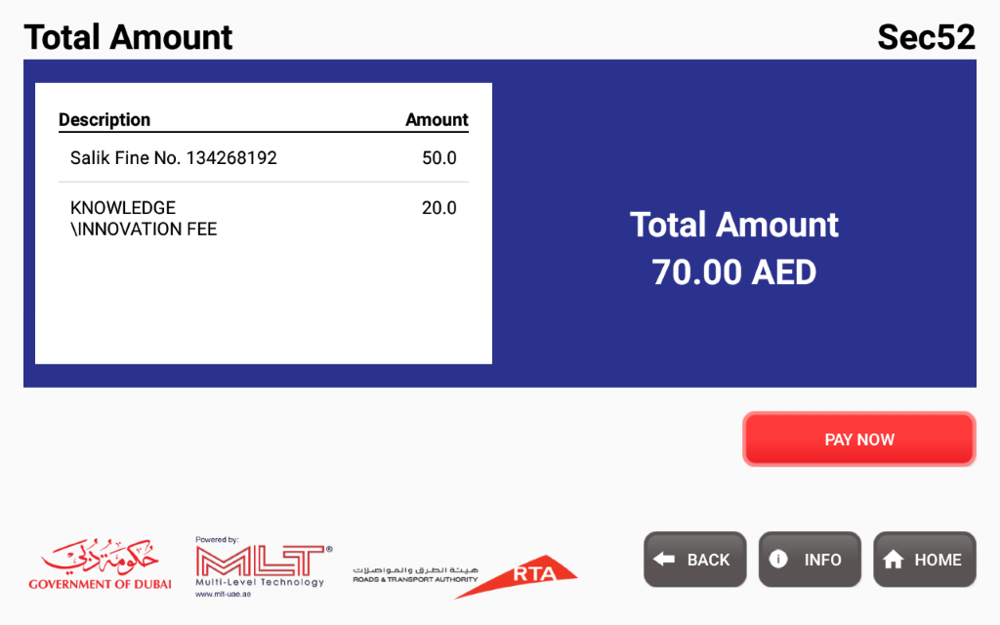 Total Amount
Sec52
Description Amount
Salik Fine No. 134268192 50.0
KNOWLEDGE 20.0
\INNOVATION FEE
Total Amount
70.00 AED
PAY NOW
حكومة دبي
GOVERNMENT OF DUBAI
Powered by:
MLT®
Multi-Level Technology
www.mlt-uae.ae
هيئة الطرق والمواصلات
ROADS & TRANSPORT AUTHORITY
RTA
BACK
INFO
HOME